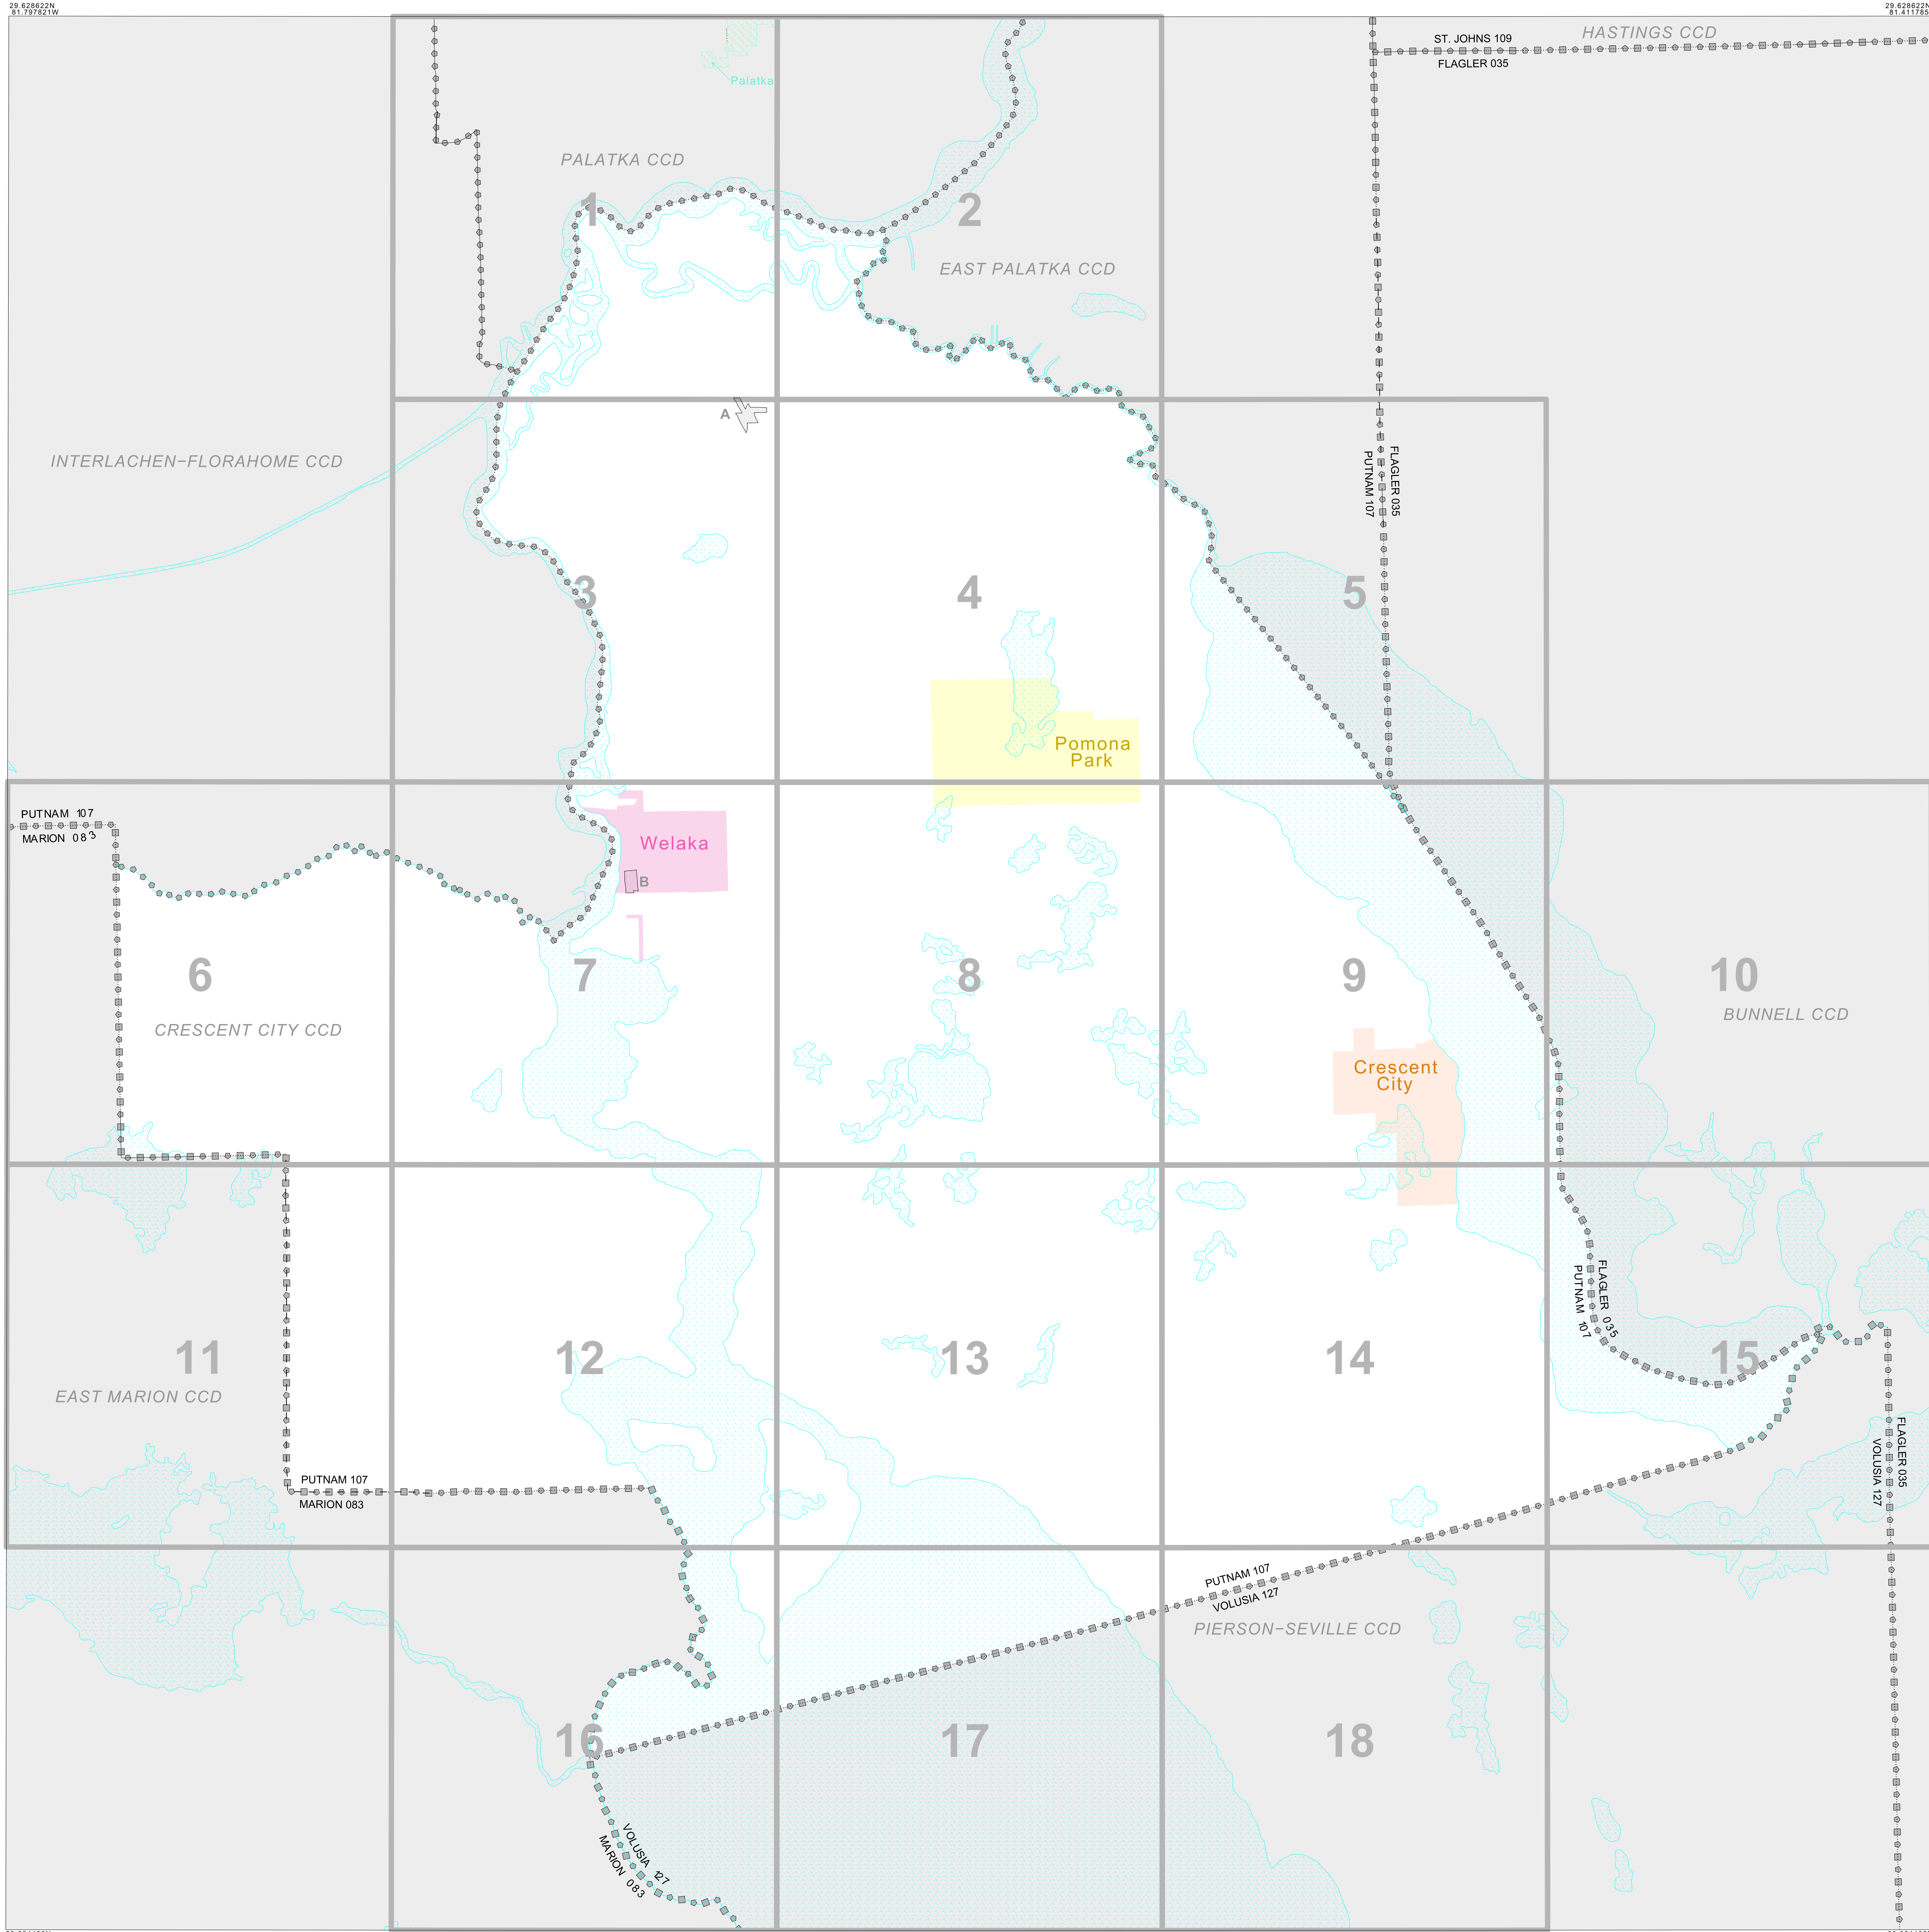 29.628622N
81.797821W
29.628622N
81.411785
HASTINGS CCD
ST. JOHNS 109
FLAGLER 035
Palatka
PALATKA CCD
1
2
EAST PALATKA CCD
A
INTERLACHEN-FLORAHOME CCD
FLAGLER 035
PUTNAM 107
3
4
5
Pomona
Park
PUTNAM 107
MARION 083
Welaka
B
6
7
8
9
10
CRESCENT CITY CCD
BUNNELL CCD
Crescent
City
FLAGLER 035
PUTNAM 107
11
12
13
14
15
EAST MARION CCD
FLAGLER 035
VOLUSIA 127
PUTNAM 107
MARION 083
PUTNAM 107
VOLUSIA 127
PIERSON-SEVILLE CCD
16
17
18
VOLUSIA 127
MARION 083